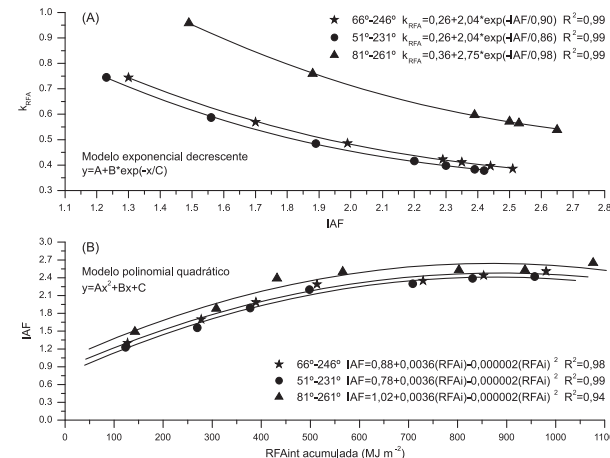 (A)
66º-246º k RFA=0,26+2,04*exp(-IAF/0,90) R2=0,99
51º-231º k RFA=0,26+2,04*exp(-IAF/0,86) R2=0,99
81º-261º k RFA=0,36+2,75*exp(-IAF/0,98) R2=0,99
1.0
0.9
0.8
0.7
0.6
0.5
0.4
0.3
kRFA
Modelo exponencial decrescente
y=A+B*exp(-x/C)
1.1 1.2 1.3 1.4 1.5 1.6 1.7 1.8 1.9 2.0 2.1 2.2 2.3 2.4 2.5 2.6 2.7 2.8
IAF
(B)
Modelo polinomial quadrático
y=Ax2+Bx+C
3.0
2.7
2.4
2.1
1.8
1.5
1.2
0.9
0.6
0.3
0.0
IAF
66º-246º IAF=0,88+0,0036(RFAi)-0,000002(RFAi) 2 R2=0,98
51º-231º IAF=0,78+0,0036(RFAi)-0,000002(RFAi) 2 R2=0,99
81º-261º IAF=1,02+0,0036(RFAi)-0,000002(RFAi) 2 R2=0,94
0 100 200 300 400 500 600 700 800 900 1000 1100
RFAint acumulada (MJ m-2)